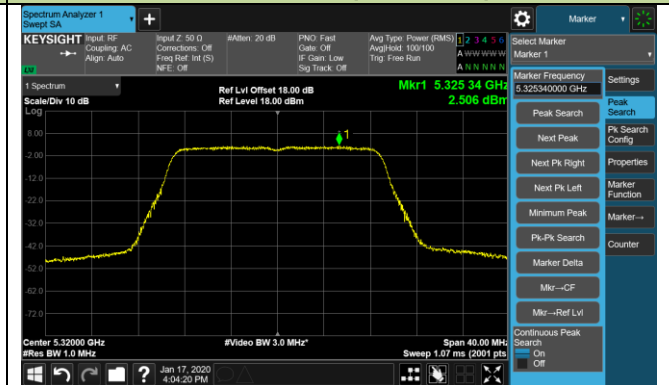 Spectrum Analyzer 1
Swept SA
+
Marker
KEYSIGHT
Input: RF
Coupling: AC
Align: Auto
Input Z: 50 Ω
Corrections: Off
Freq Ref: Int (S)
NFE: Off
#Atten: 20 dB
PNO: Fast
Gate: Off
IF Gain: Low
Sig Track: Off
Avg Type: Power (RMS)
Avg|Hold: 100/100
Trig: Free Run
1 2 3 4 5 6
A W W W W W
A N N N N N
Select Marker
Marker 1
1 Spectrum
Scale/Div 10 dB
Log
Ref Lvl Offset 18.00 dB
Ref Level 18.00 dBm
Mkr1 5.325 34 GHz
2.506 dBm
1
8.00
-2.00
-12.0
-22.0
-32.0
-42.0
-52.0
-62.0
-72.0
Center 5.32000 GHz
#Res BW 1.0 MHz
#Video BW 3.0 MHz*
Span 40.00 MHz
Sweep 1.07 ms (2001 pts)
Marker Frequency
5.325340000 GHz
Peak Search
Next Peak
Next Pk Right
Next Pk Left
Minimum Peak
Pk-Pk Search
Marker Delta
Mkr→CF
Mkr→Ref Lvl
Continuous Peak
Search
On
Off
Settings
Peak
Search
Pk Search
Config
Properties
Marker
Function
Marker→
Counter
?
Jan 17, 2020
4:04:20 PM